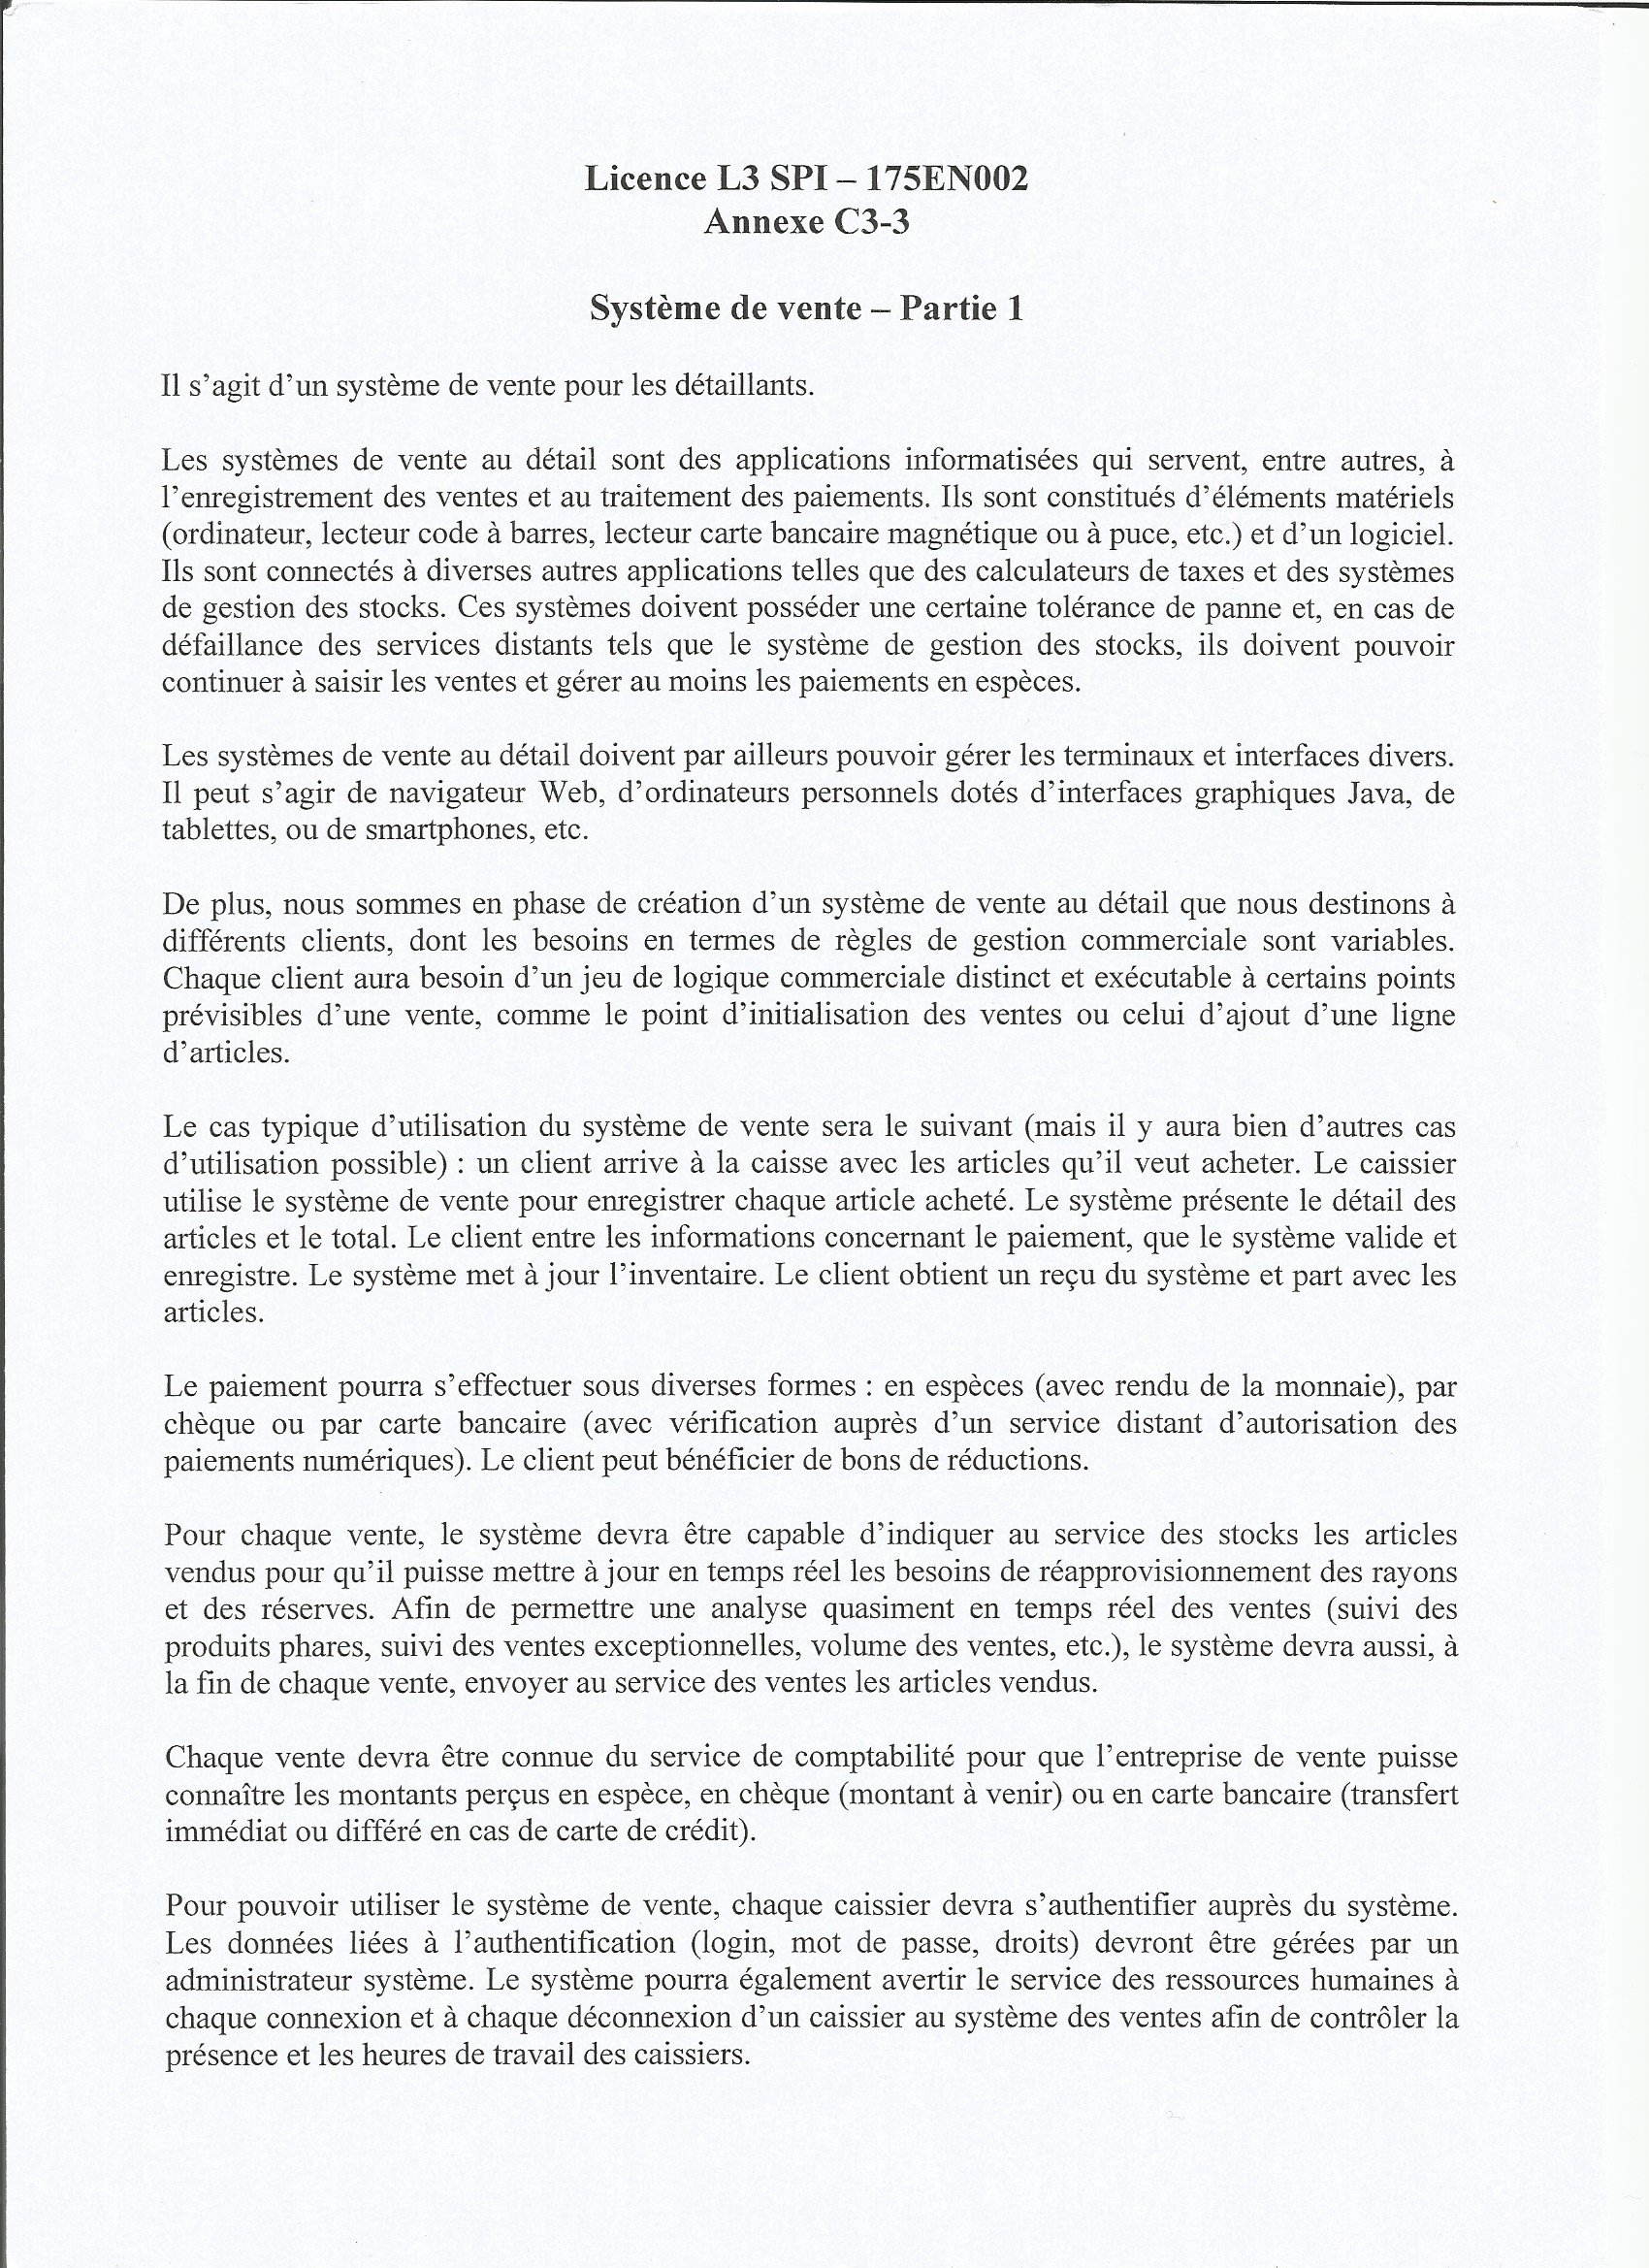 Licence L3 SPI – 175EN002
Annexe C3-3
Système de vente – Partie 1
Il s’agit d’un système de vente pour les détaillants.
Les systèmes de vente au détail sont des applications informatisées qui servent, entre autres, à
l’enregistrement des ventes et au traitement des paiements. Ils sont constitués d’éléments matériels
(ordinateur, lecteur code à barres, lecteur carte bancaire magnétique ou à puce, etc.) et d’un logiciel.
Ils sont connectés à diverses autres applications telles que des calculateurs de taxes et des systèmes
de gestion des stocks. Ces systèmes doivent posséder une certaine tolérance de panne et, en cas de
défaillance des services distants tels que le système de gestion des stocks, ils doivent pouvoir
continuer à saisir les ventes et gérer au moins les paiements en espèces.
Les systèmes de vente au détail doivent par ailleurs pouvoir gérer les terminaux et interfaces divers.
Il peut s’agir de navigateur Web, d’ordinateurs personnels dotés d’interfaces graphiques Java, de
tablettes, ou de smartphones, etc.
De plus, nous sommes en phase de création d’un système de vente au détail que nous destinons à
différents clients, dont les besoins en termes de règles de gestion commerciale sont variables.
Chaque client aura besoin d’un jeu de logique commerciale distinct et exécutable à certains points
prévisibles d’une vente, comme le point d’initialisation des ventes ou celui d’ajout d’une ligne
d’articles.
Le cas typique d’utilisation du système de vente sera le suivant (mais il y aura bien d’autres cas
d’utilisation possible) : un client arrive à la caisse avec les articles qu’il veut acheter. Le caissier
utilise le système de vente pour enregistrer chaque article acheté. Le système présente le détail des
articles et le total. Le client entre les informations concernant le paiement, que le système valide et
enregistre. Le système met à jour l’inventaire. Le client obtient un reçu du système et part avec les
articles.
Le paiement pourra s’effectuer sous diverses formes : en espèces (avec rendu de la monnaie), par
chèque ou par carte bancaire (avec vérification auprès d’un service distant d’autorisation des
paiements numériques). Le client peut bénéficier de bons de réductions.
Pour chaque vente, le système devra être capable d’indiquer au service des stocks les articles
vendus pour qu’il puisse mettre à jour en temps réel les besoins de réapprovisionnement des rayons
et des réserves. Afin de permettre une analyse quasiment en temps réel des ventes (suivi des
produits phares, suivi des ventes exceptionnelles, volume des ventes, etc.), le système devra aussi, à
la fin de chaque vente, envoyer au service des ventes les articles vendus.
Chaque vente devra être connue du service de comptabilité pour que l’entreprise de vente puisse
connaître les montants perçus en espèce, en chèque (montant à venir) ou en carte bancaire (transfert
immédiat ou différé en cas de carte de crédit).
Pour pouvoir utiliser le système de vente, chaque caissier devra s’authentifier auprès du système.
Les données liées à l’authentification (login, mot de passe, droits) devront être gérées par un
administrateur système. Le système pourra également avertir le service des ressources humaines à
chaque connexion et à chaque déconnexion d’un caissier au système des ventes afin de contrôler la
présence et les heures de travail des caissiers.